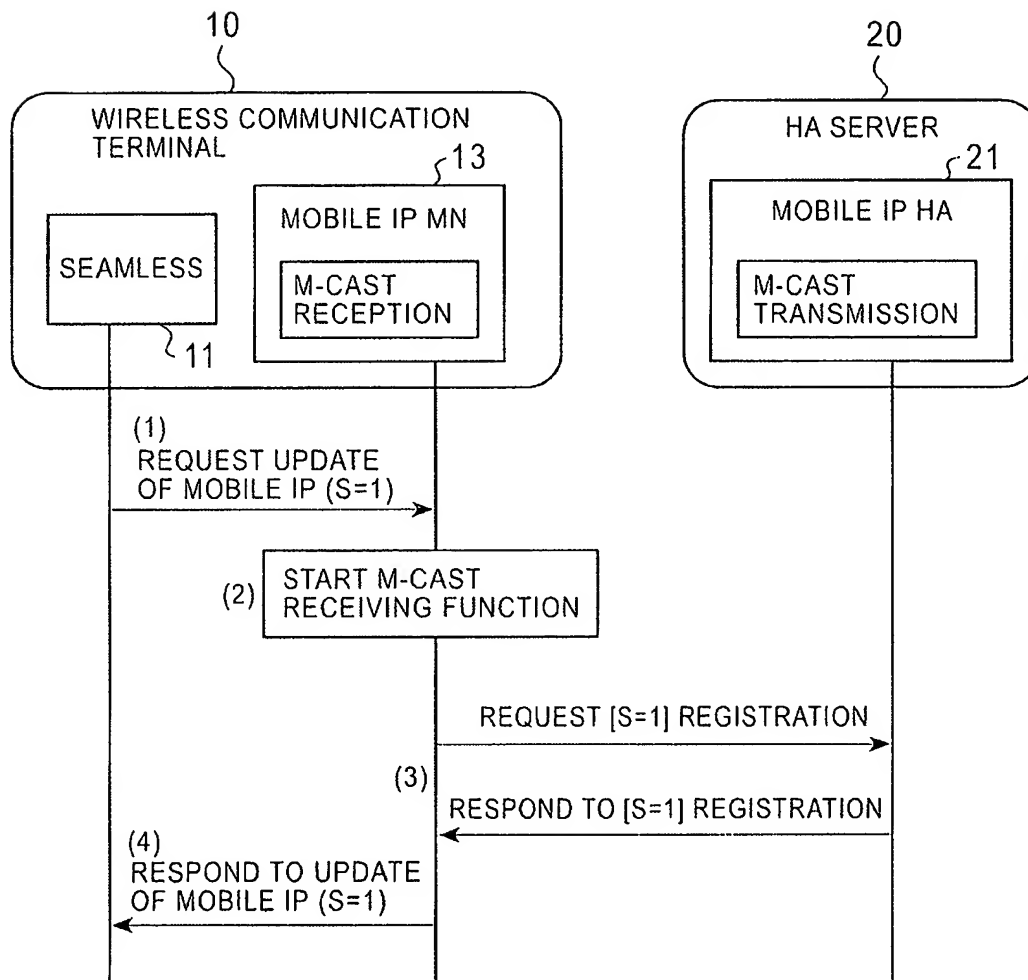 10
20
WIRELESS COMMUNICATION
TERMINAL
HA SERVER
13
21
MOBILE IP MN
MOBILE IP HA
SEAMLESS
M-CAST
RECEPTION
M-CAST
TRANSMISSION
11
(1)
REQUEST UPDATE
OF MOBILE IP (S=1)
(2)
START M-CAST
RECEIVING FUNCTION
REQUEST [S=1] REGISTRATION
(3)
RESPOND TO [S=1] REGISTRATION
(4)
RESPOND TO UPDATE
OF MOBILE IP (S=1)